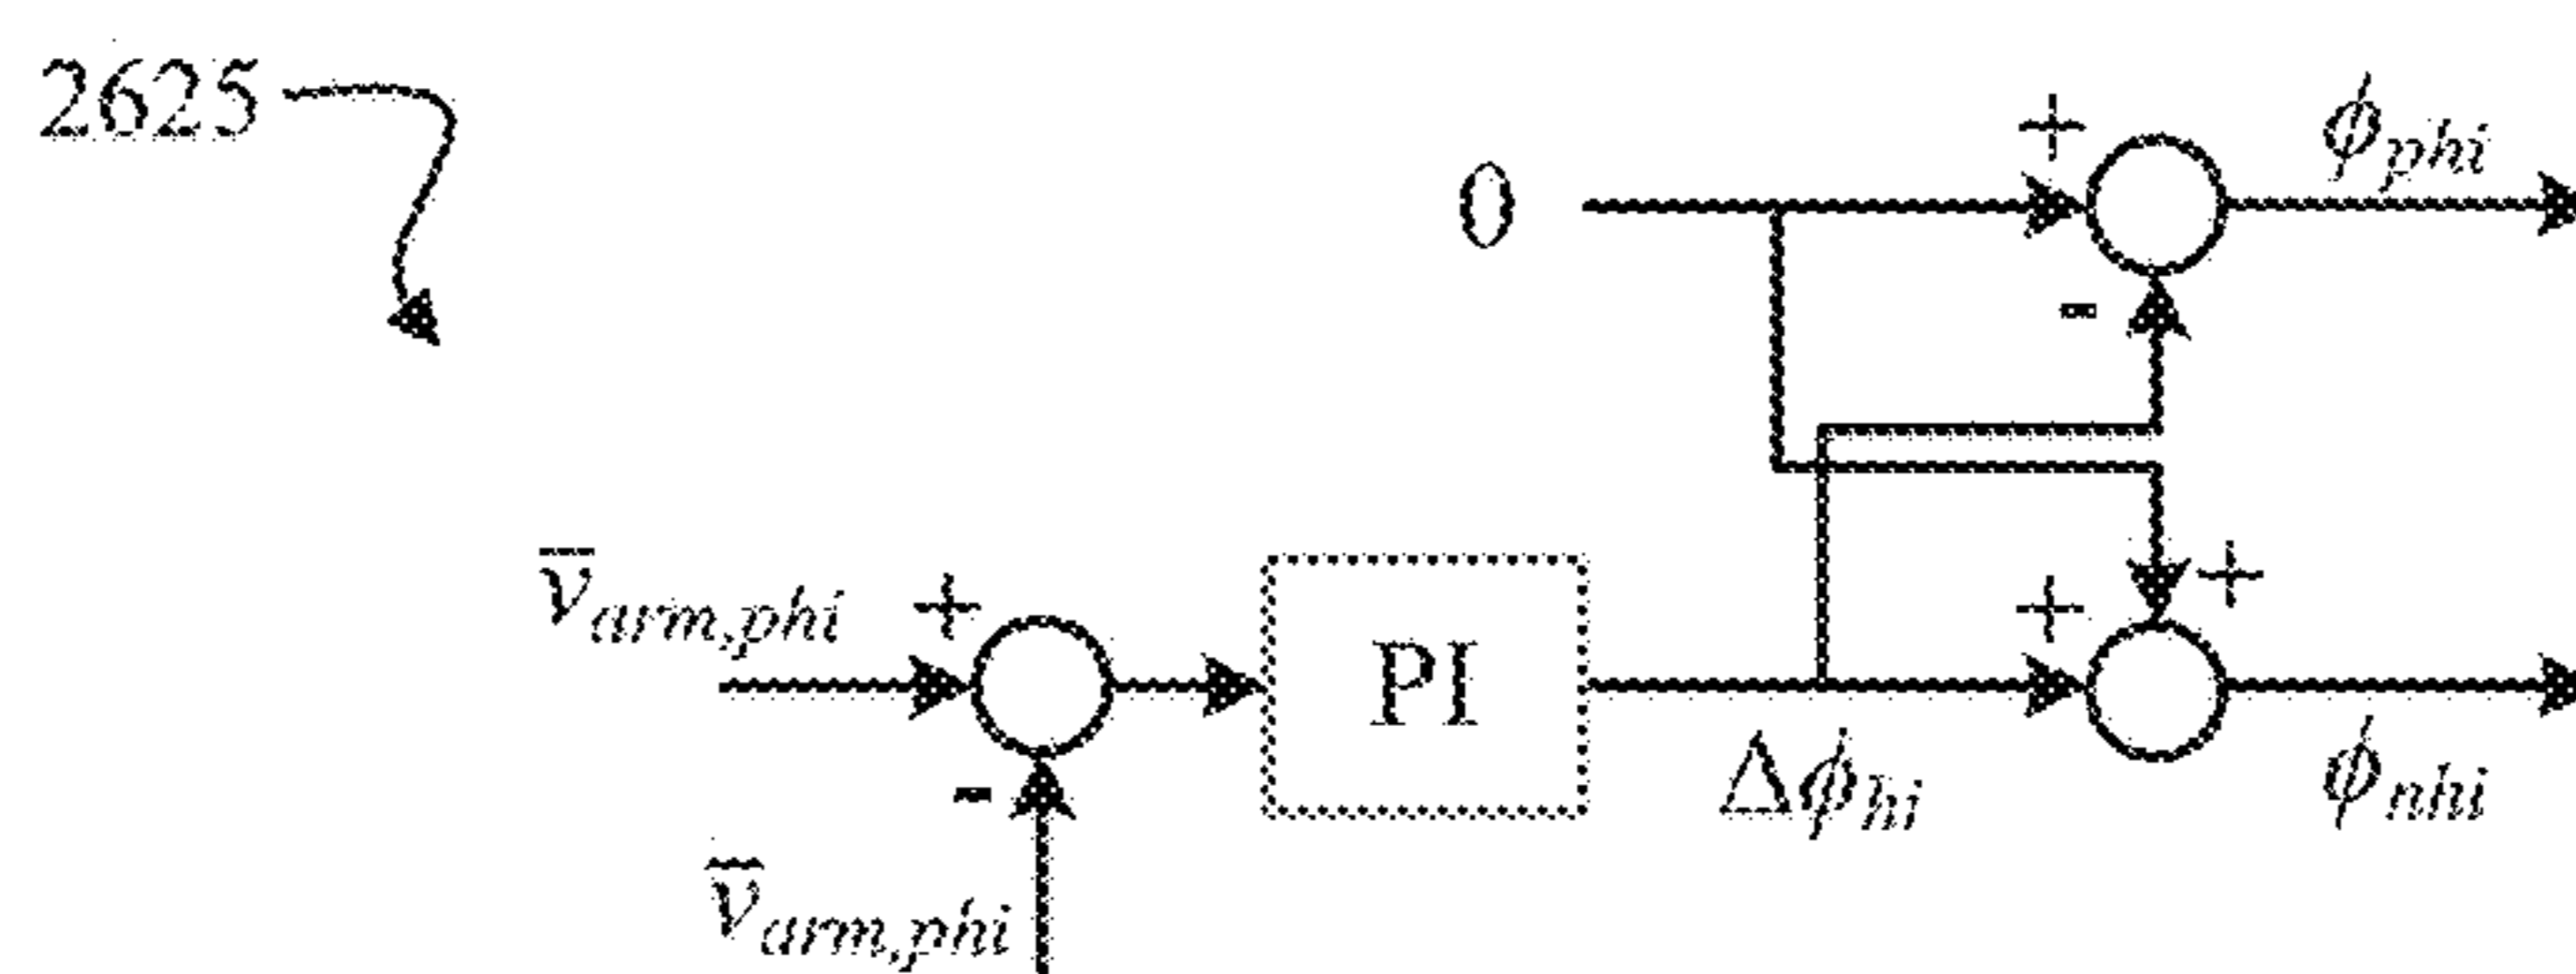 2625
+
ϕphi
0
-
v̄arm,phi
+
+
+
PI
-
Δϕhi
ϕnhi
v̄arm,phi